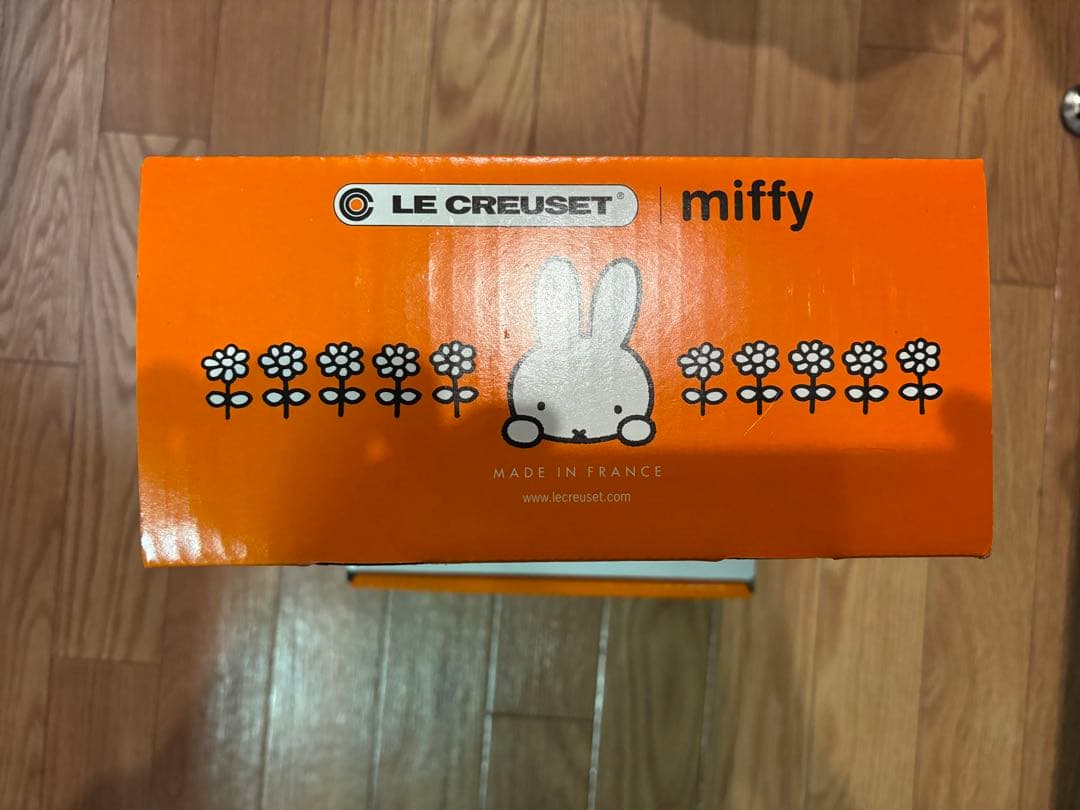 LE CREUSET® | miffy
MADE IN FRANCE
www.lecreuset.com